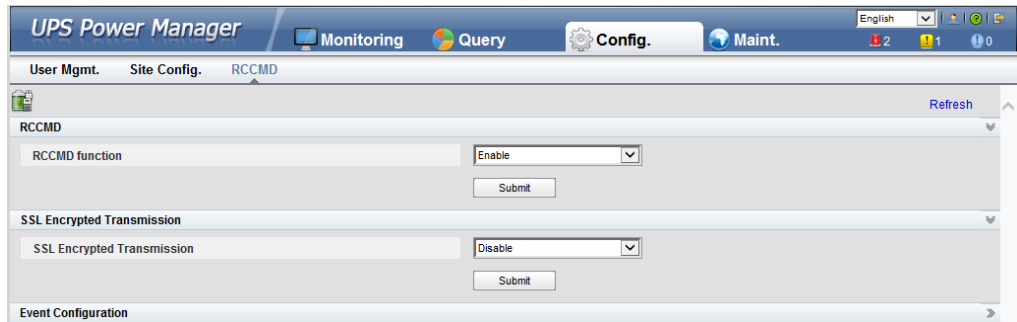 UPS Power Manager
Monitoring Query Config. Maint.
English
2 1 0
User Mgmt. Site Config. RCCMD
Refresh
RCCMD
RCCMD function Enable
Submit
SSL Encrypted Transmission
SSL Encrypted Transmission Disable
Submit
Event Configuration